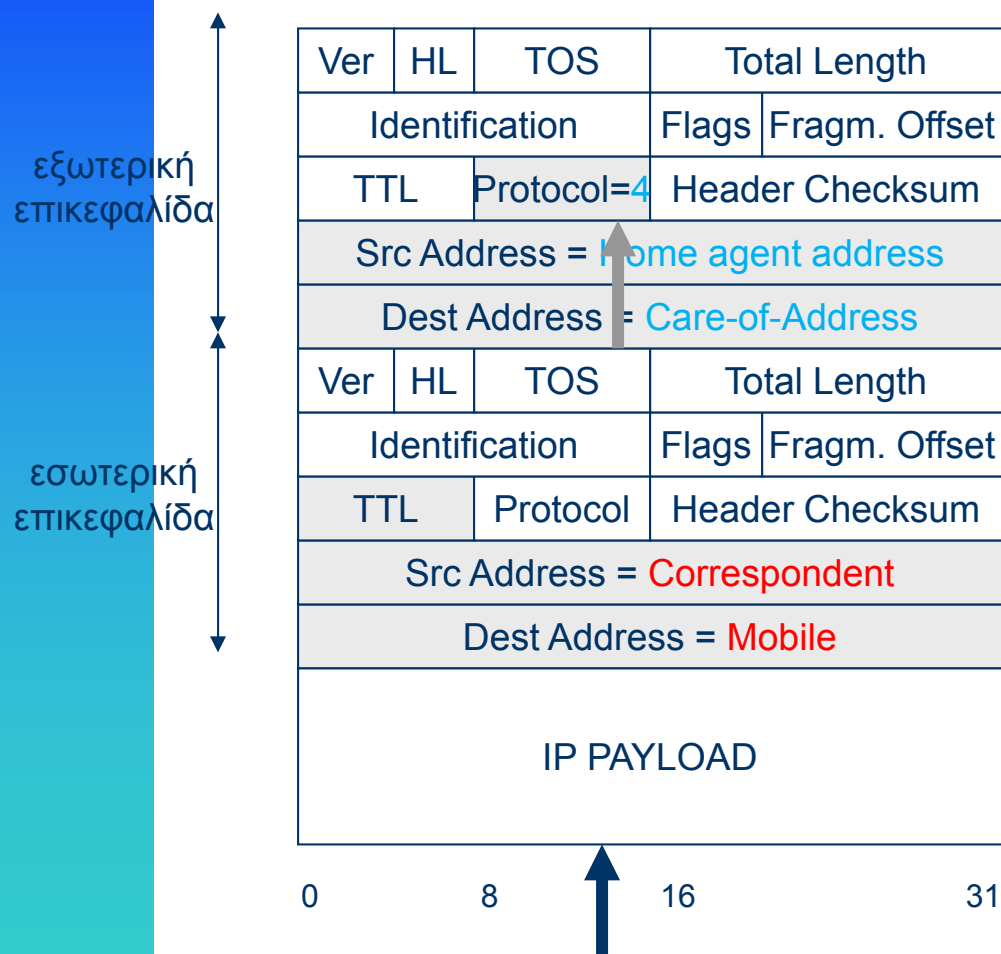 Ver HL TOS Total Length
Identification Flags Fragm. Offset
εξωτερική
επικεφαλίδα
TTL Protocol=4 Header Checksum
Src Address = Home agent address
Dest Address = Care-of-Address
Ver HL TOS Total Length
Identification Flags Fragm. Offset
εσωτερική
επικεφαλίδα
TTL Protocol Header Checksum
Src Address = Correspondent
Dest Address = Mobile
IP PAYLOAD
0 8 16 31